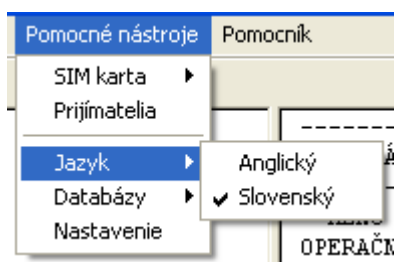 Pomocné nástroje Pomocník
SIM karta
Prijímatelia
Jazyk
Anglický
Databázy
Slovenský
Nastavenie
OPERAČN